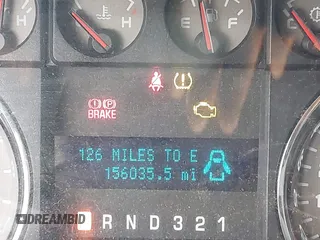 H E F
BRAKE
126 MILES TO E
156035.5 mi
P R N D 3 2 1
DREAMBID